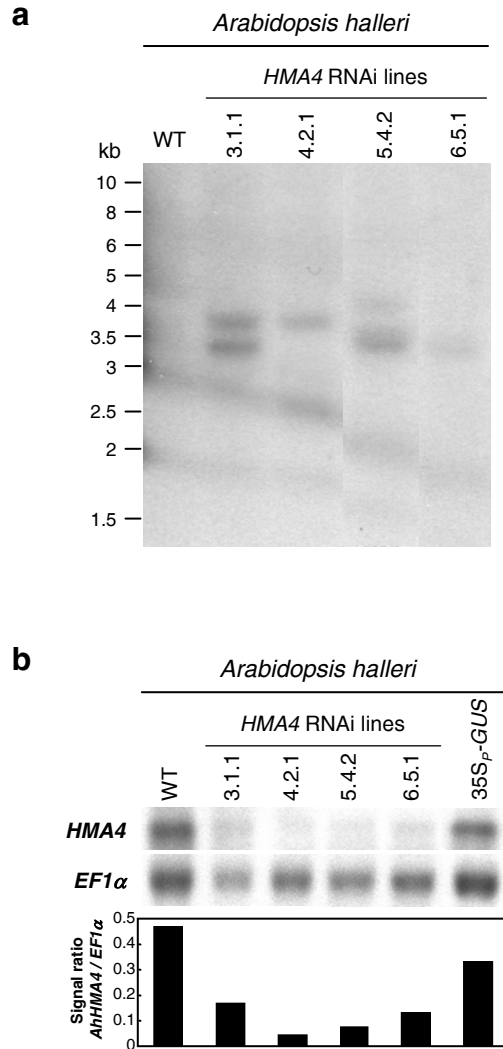 a
Arabidopsis halleri
HMA4 RNAi lines
kb WT 3.1.1 4.2.1 5.4.2 6.5.1
10
8
6
5
4
3.5
3
2.5
2
1.5
b
Arabidopsis halleri
HMA4 RNAi lines
WT 3.1.1 4.2.1 5.4.2 6.5.1 35SP-GUS
HMA4
EF1α
Signal ratio
AhHMA4 / EF1α
0.5
0.4
0.3
0.2
0.1
0